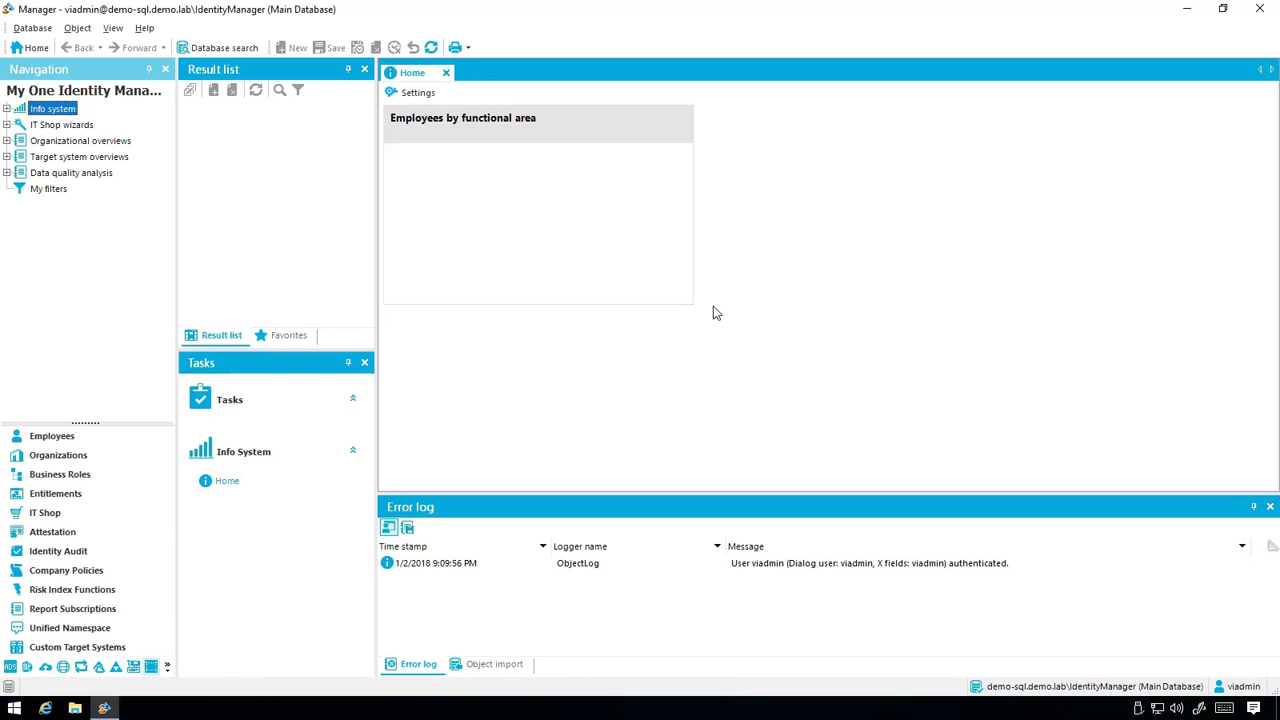 Manager - viadmin@demo-sql.demo.lab\IdentityManager (Main Database)
Database Object View Help
Home Back Forward Database search New Save
Navigation
My One Identity Mana...
Info system
IT Shop wizards
Organizational overviews
Target system overviews
Data quality analysis
My filters
Employees
Organizations
Business Roles
Entitlements
IT Shop
Attestation
Identity Audit
Company Policies
Risk Index Functions
Report Subscriptions
Unified Namespace
Custom Target Systems
ADS
Result list
Result list Favorites
Tasks
Tasks
Info System
Home
Home
Settings
Employees by functional area
Error log
Time stamp Logger name Message
1/2/2018 9:09:56 PM ObjectLog User viadmin (Dialog user: viadmin, X fields: viadmin) authenticated.
Error log Object import
demo-sql.demo.lab\IdentityManager (Main Database) viadmin